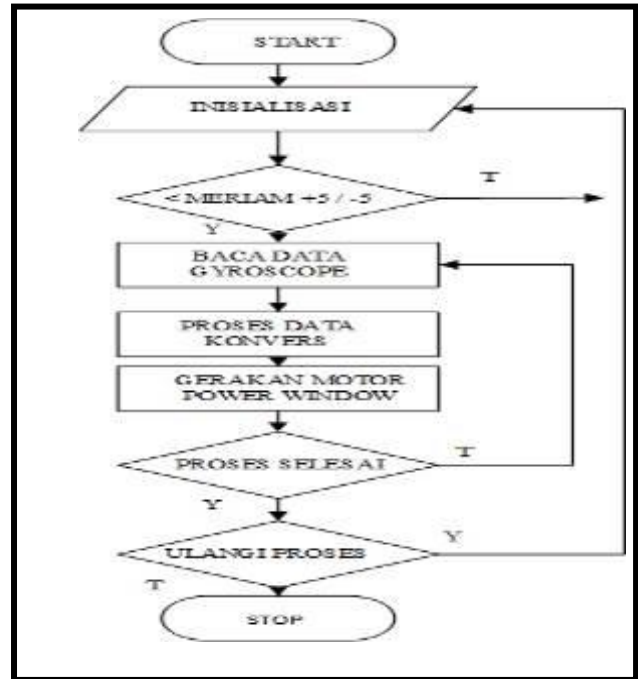 START
INISIALISASI
< MERIAM +5 / -5
T
Y
BACA DATA
GYROSCOPE
PROSES DATA
KONVERS
GERAKAN MOTOR
POWER WINDOW
PROSES SELESAI
T
Y
ULANGI PROSES
Y
T
STOP